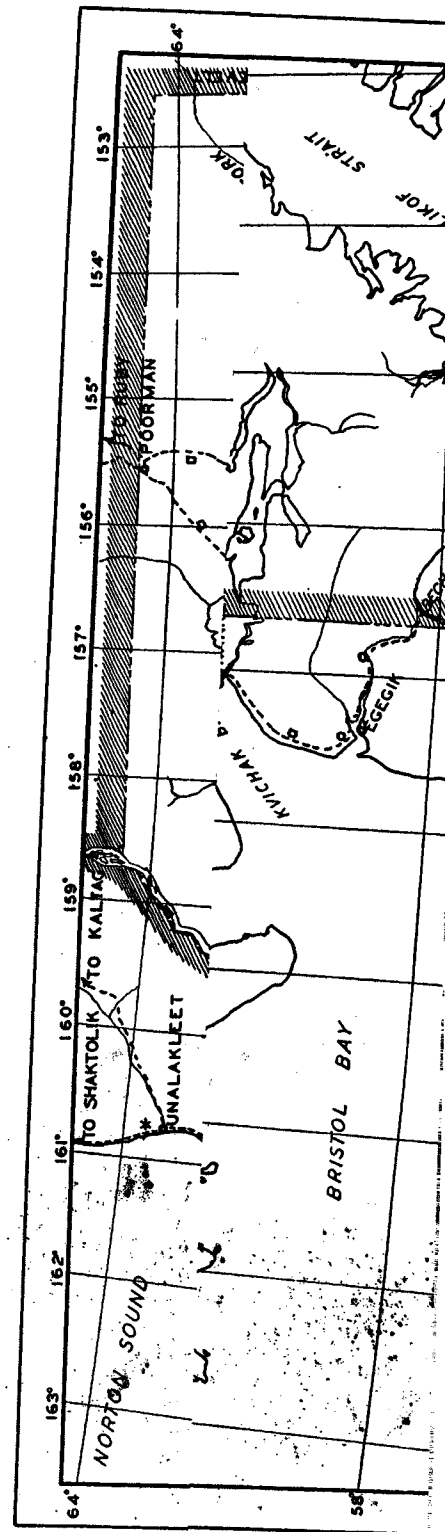 64°
153°
154°
155°
156°
157°
158°
159°
160°
161°
162°
163°
64°
TO RUBY
POORMAN
TO KALTAG
TO SHAKTOLIK
UNALAKLEET
NORTON SOUND
STRAIT
EGEGIK
KVICHAK B.
BRISTOL BAY
58°